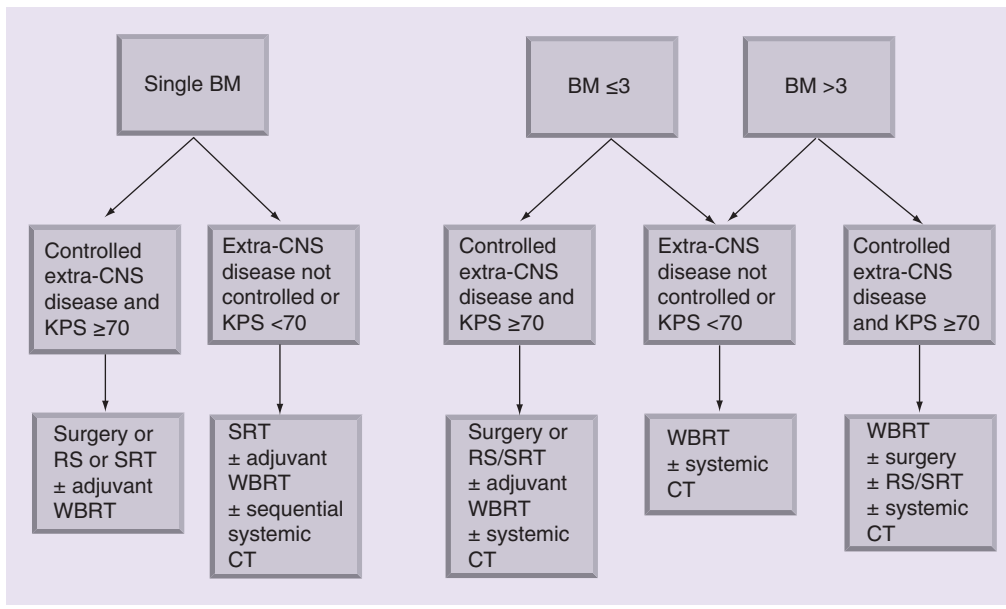 Single BM
BM ≤3
BM >3
Controlled
extra-CNS
disease and
KPS ≥70
Extra-CNS
disease not
controlled or
KPS <70
Controlled
extra-CNS
disease and
KPS ≥70
Extra-CNS
disease not
controlled or
KPS <70
Controlled
extra-CNS
disease
and KPS ≥70
Surgery or
RS or SRT
± adjuvant
WBRT
SRT
± adjuvant
WBRT
± sequential
systemic
CT
Surgery or
RS/SRT
± adjuvant
WBRT
± systemic
CT
WBRT
± systemic
CT
WBRT
± surgery
± RS/SRT
± systemic
CT